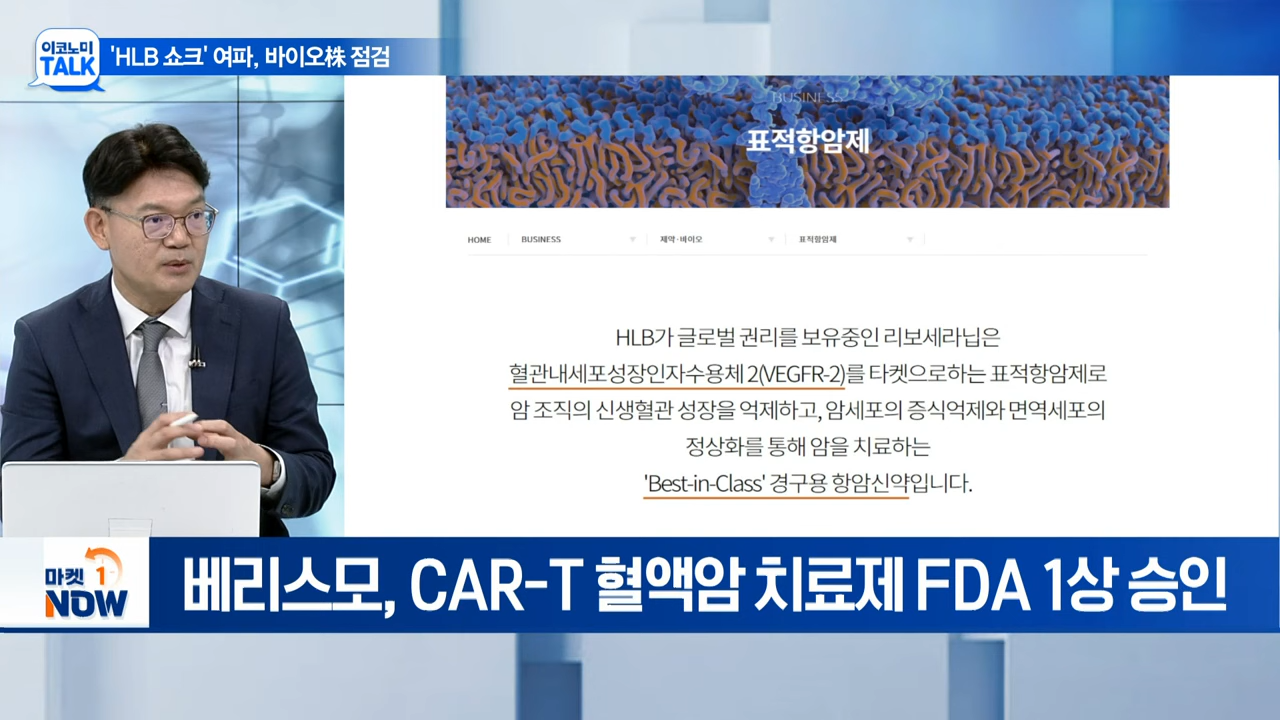 이코노미
TALK
'HLB 쇼크' 여파, 바이오株 점검
BUSINESS
표적항암제
HOME
BUSINESS
제약·바이오
표적항암제
HLB가 글로벌 권리를 보유중인 리보세라닙은
혈관내세포성장인자수용체 2(VEGFR-2)를 타켓으로하는 표적항암제로
암 조직의 신생혈관 성장을 억제하고, 암세포의 증식억제와 면역세포의
정상화를 통해 암을 치료하는
'Best-in-Class' 경구용 항암신약입니다.
마켓 1
NOW
베리스모, CAR-T 혈액암 치료제 FDA 1상 승인